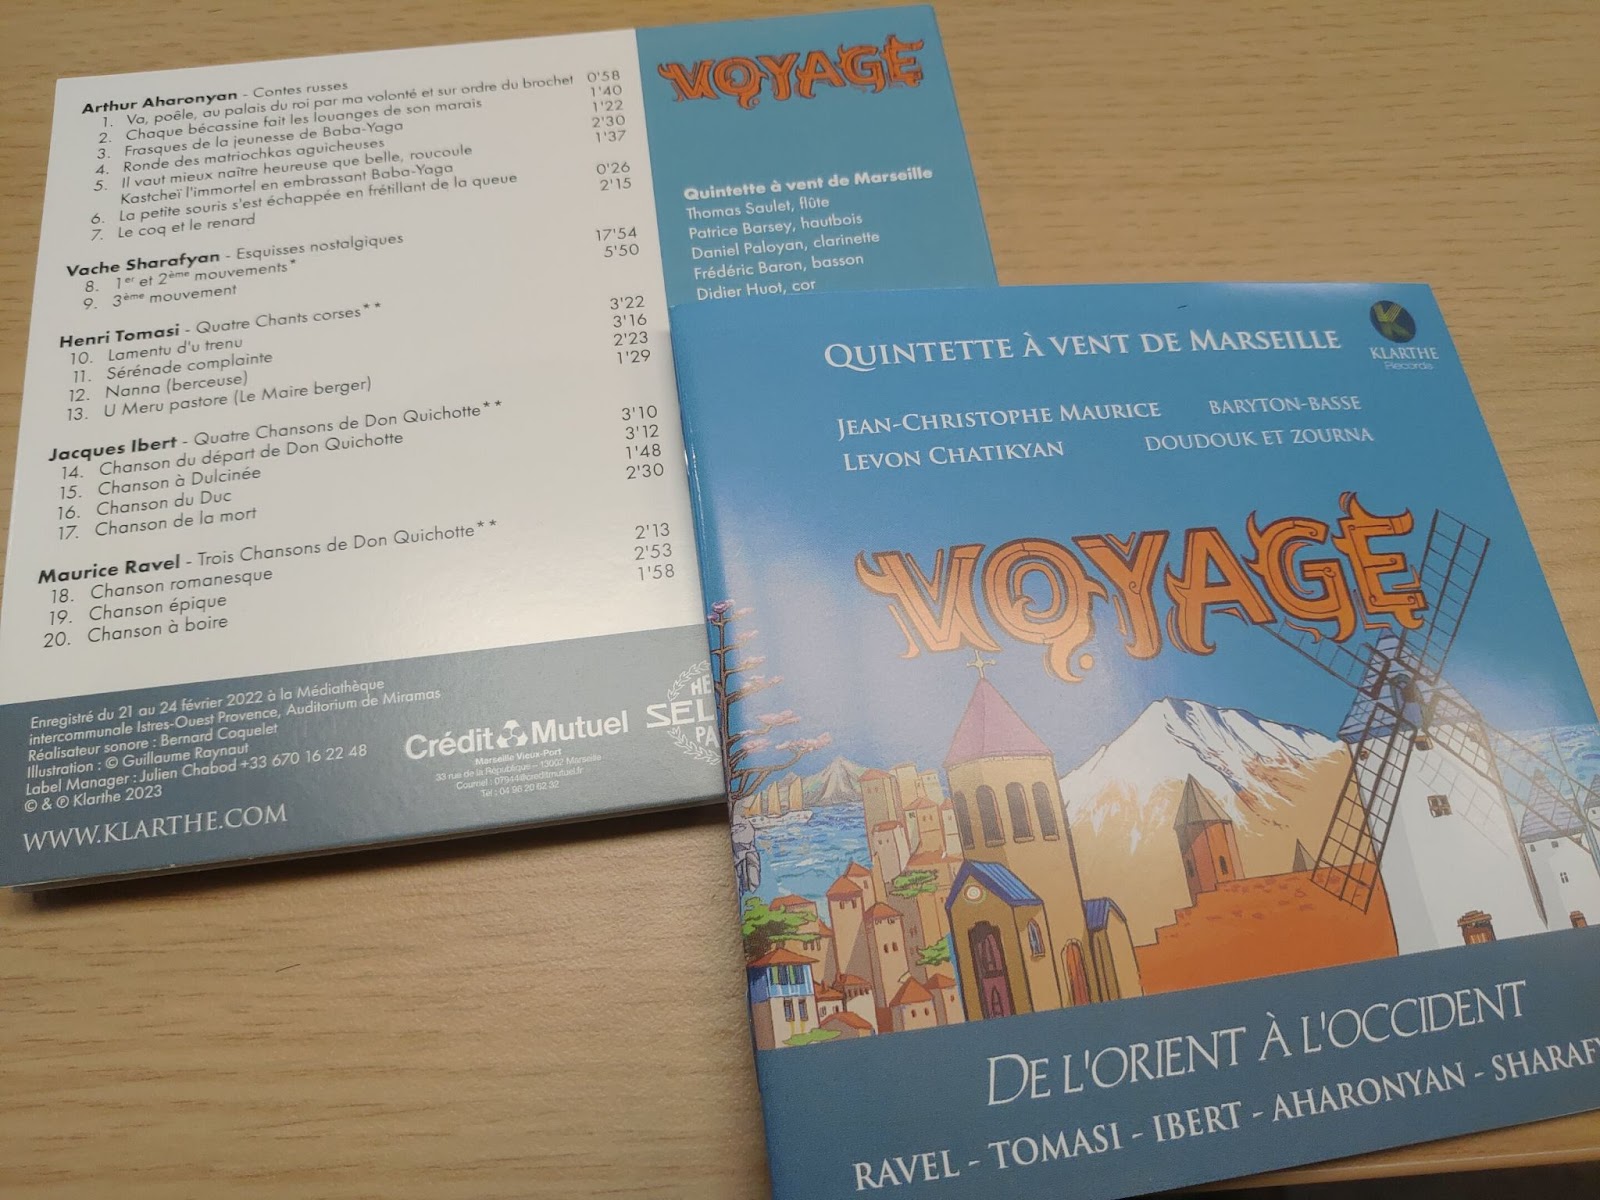 Arthur Aharonyan - Contes russes
1. Va, poêle, au palais du roi par ma volonté et sur ordre du brochet 0'58
2. Chaque bécassine fait les louanges de son marais 1'40
3. Frasques de la jeunesse de Baba-Yaga 1'22
4. Ronde des matriochkas aguicheuses 2'30
5. Il vaut mieux naître heureuse que belle, roucoule 1'37
Kastcheï l'immortel en embrassant Baba-Yaga
6. La petite souris s'est échappée en frétillant de la queue 0'26
7. Le coq et le renard 2'15
Vache Sharafyan - Esquisses nostalgiques
8. 1er et 2ème mouvements* 17'54
9. 3ème mouvement 5'50
Henri Tomasi - Quatre Chants corses**
10. Lamentu d'u trenu 3'22
11. Sérénade complainte 3'16
12. Nanna (berceuse) 2'23
13. U Meru pastore (Le Maire berger) 1'29
Jacques Ibert - Quatre Chansons de Don Quichotte**
14. Chanson du départ de Don Quichotte 3'10
15. Chanson à Dulcinée 3'12
16. Chanson du Duc 1'48
17. Chanson de la mort 2'30
Maurice Ravel - Trois Chansons de Don Quichotte**
18. Chanson romanesque 2'13
19. Chanson épique 2'53
20. Chanson à boire 1'58
Enregistré du 21 au 24 février 2022 à la Médiathèque
intercommunale Istres-Ouest Provence, Auditorium de Miramas
Réalisateur sonore : Bernard Coquelet
Illustration : © Guillaume Raynaut
Label Manager : Julien Chabod +33 670 16 22 48
© & ℗ Klarthe 2023
WWW.KLARTHE.COM
Crédit Mutuel
Marseille Vieux-Port
33 rue de la République - 13002 Marseille
Courriel : 07944@creditmutuel.fr
Tél : 04 96 20 62 32
HE
SEL
PA
VOYAGE
Quintette à vent de Marseille
Thomas Saulet, flûte
Patrice Barsey, hautbois
Daniel Paloyan, clarinette
Frédéric Baron, basson
Didier Huot, cor
QUINTETTE À VENT DE MARSEILLE
KLARTHE
Records
JEAN-CHRISTOPHE MAURICE BARYTON-BASSE
LEVON CHATIKYAN DOUDOUK ET ZOURNA
VOYAGE
DE L'ORIENT À L'OCCIDENT
RAVEL - TOMASI - IBERT - AHARONYAN - SHARAFY